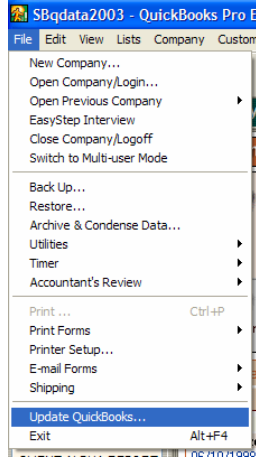 SBqdata2003 - QuickBooks Pro E
File Edit View Lists Company Custom
New Company...
Open Company/Login...
Open Previous Company
EasyStep Interview
Close Company/Logoff
Switch to Multi-user Mode
Back Up...
Restore...
Archive & Condense Data...
Utilities
Timer
Accountant's Review
Print ... Ctrl+P
Print Forms
Printer Setup...
E-mail Forms
Shipping
Update QuickBooks...
Exit Alt+F4